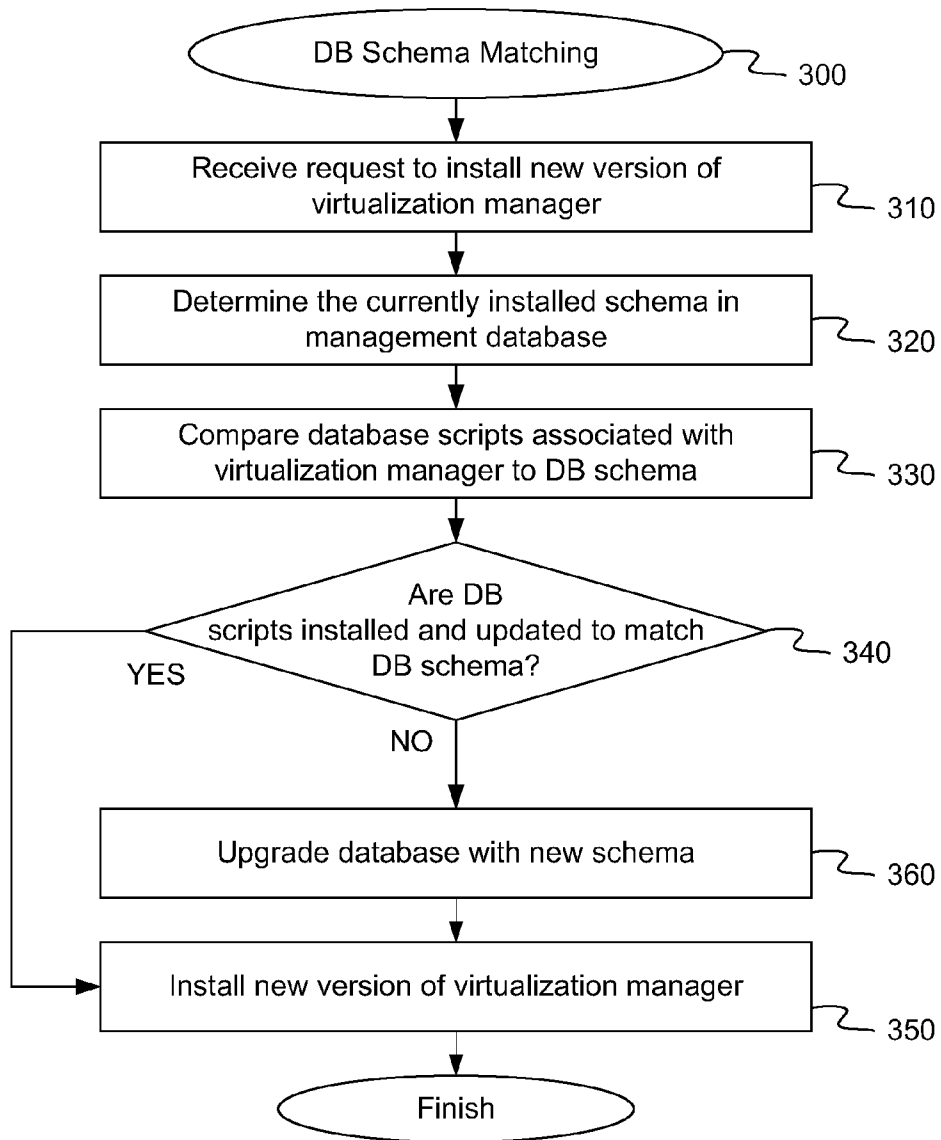 DB Schema Matching
300
Receive request to install new version of
virtualization manager
310
Determine the currently installed schema in
management database
320
Compare database scripts associated with
virtualization manager to DB schema
330
Are DB
scripts installed and updated to match
DB schema?
340
YES
NO
Upgrade database with new schema
360
Install new version of virtualization manager
350
Finish